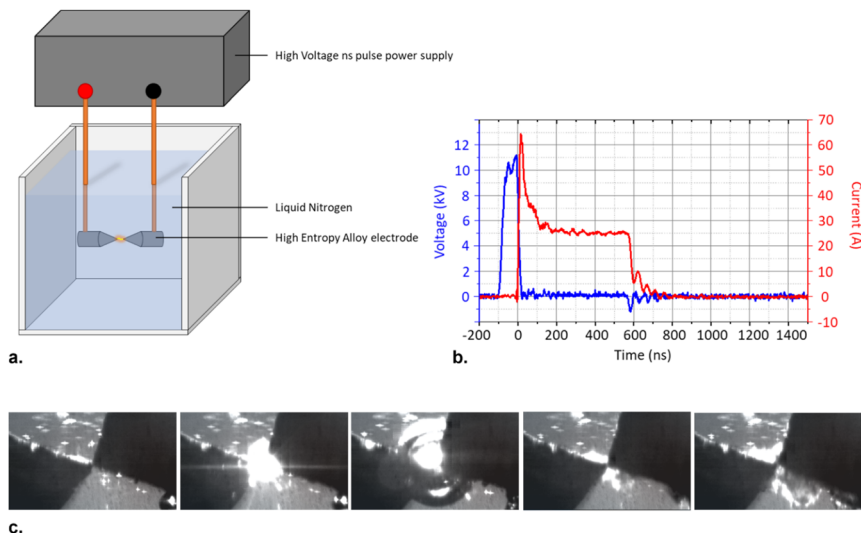 High Voltage ns pulse power supply
Liquid Nitrogen
High Entropy Alloy electrode
a.
Voltage (kV)
12
10
8
6
4
2
0
70
60
50
40
30
20
10
0
-10
Current (A)
-200 0 200 400 600 800 1000 1200 1400
Time (ns)
b.
c.